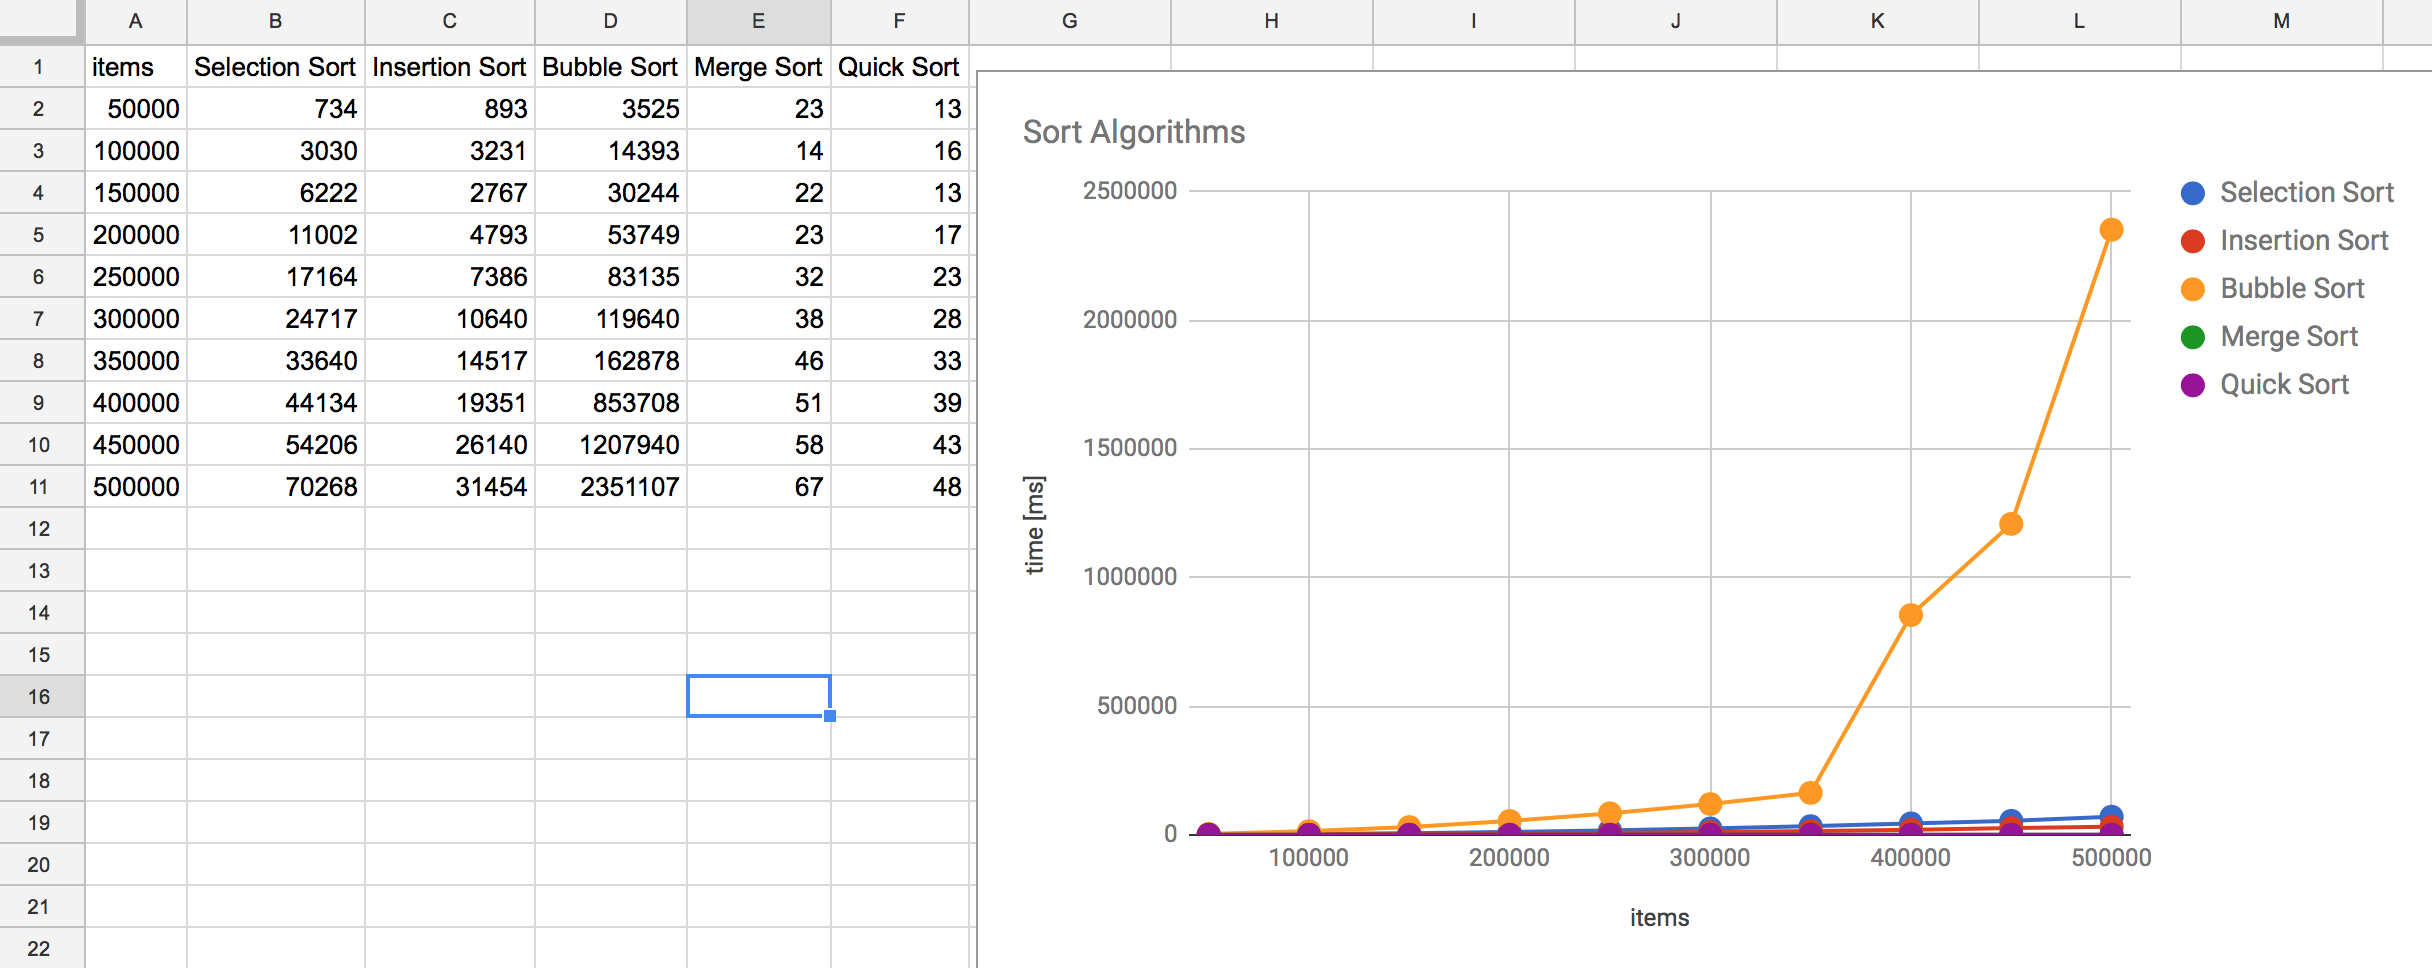 A B C D E F G H I J K L M
1 items Selection Sort Insertion Sort Bubble Sort Merge Sort Quick Sort
2 50000 734 893 3525 23 13
3 100000 3030 3231 14393 14 16
4 150000 6222 2767 30244 22 13
5 200000 11002 4793 53749 23 17
6 250000 17164 7386 83135 32 23
7 300000 24717 10640 119640 38 28
8 350000 33640 14517 162878 46 33
9 400000 44134 19351 853708 51 39
10 450000 54206 26140 1207940 58 43
11 500000 70268 31454 2351107 67 48
12
13
14
15
16
17
18
19
20
21
22
Sort Algorithms
2500000
2000000
1500000
1000000
500000
0
time [ms]
100000 200000 300000 400000 500000
items
Selection Sort
Insertion Sort
Bubble Sort
Merge Sort
Quick Sort